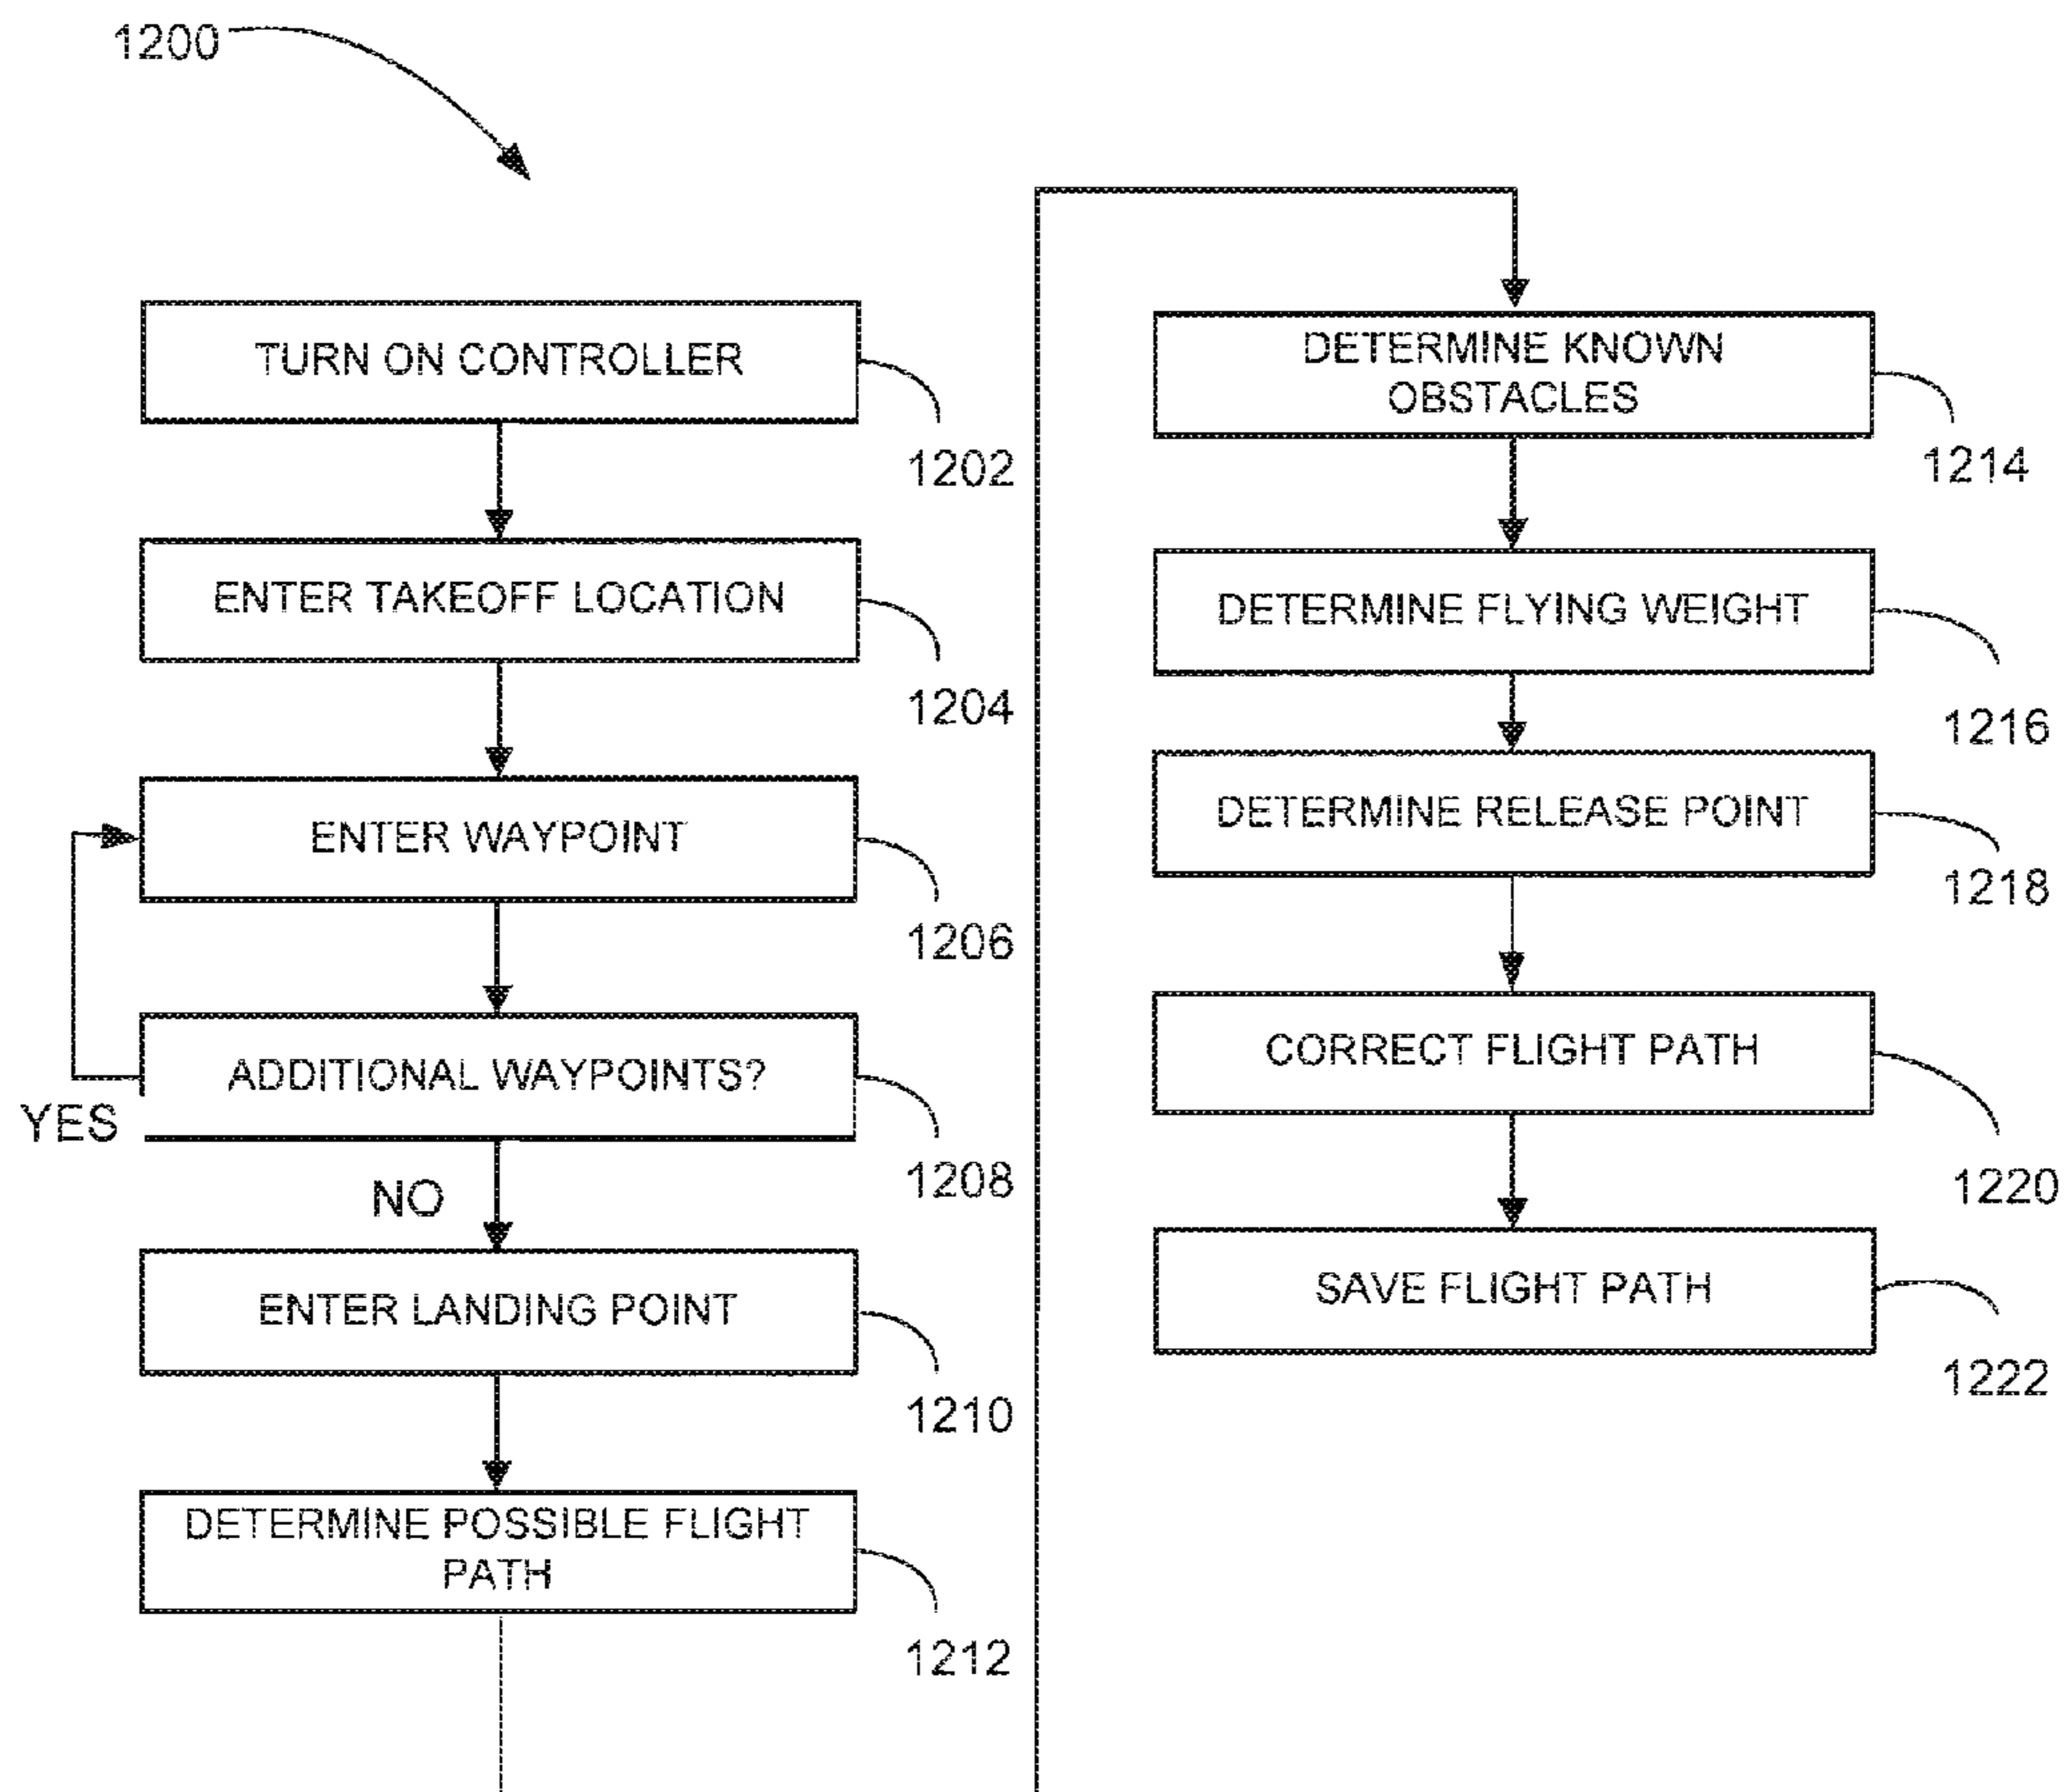 1200
TURN ON CONTROLLER
1202
ENTER TAKEOFF LOCATION
1204
ENTER WAYPOINT
1206
ADDITIONAL WAYPOINTS?
YES
1208
NO
ENTER LANDING POINT
1210
DETERMINE POSSIBLE FLIGHT
PATH
1212
DETERMINE KNOWN
OBSTACLES
1214
DETERMINE FLYING WEIGHT
1216
DETERMINE RELEASE POINT
1218
CORRECT FLIGHT PATH
1220
SAVE FLIGHT PATH
1222